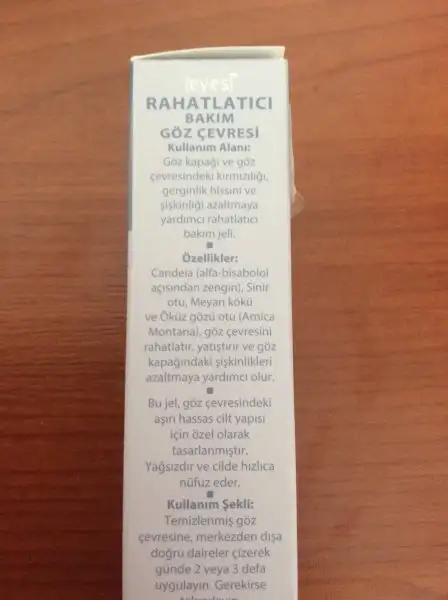 eyesi
RAHATLATICI
BAKIM
GÖZ ÇEVRESİ
Kullanım Alanı:
Göz kapağı ve göz
çevresindeki kırmızılığı,
gerginlik hissini ve
şişkinliği azaltmaya
yardımcı rahatlatıcı
bakım jeli.
Özellikler:
Candeia (alfa-bisabolol
açısından zengin), Sinir
otu, Meyan kökü
ve Öküz gözü otu (Arnica
Montana), göz çevresini
rahatlatır, yatıştırır ve göz
kapağındaki şişkinlikleri
azaltmaya yardımcı olur.
Bu jel, göz çevresindeki
aşırı hassas cilt yapısı
için özel olarak
tasarlanmıştır.
Yağsızdır ve cilde hızlıca
nüfuz eder.
Kullanım Şekli:
Temizlenmiş göz
çevresine, merkezden dışa
doğru daireler çizerek
günde 2 veya 3 defa
uygulayın. Gerekirse